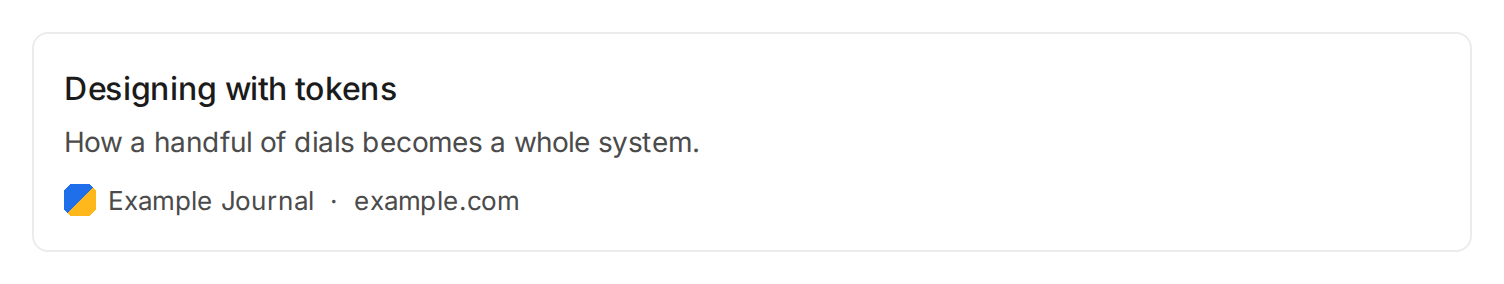 Designing with tokens
How a handful of dials becomes a whole system.
Example Journal · example.com